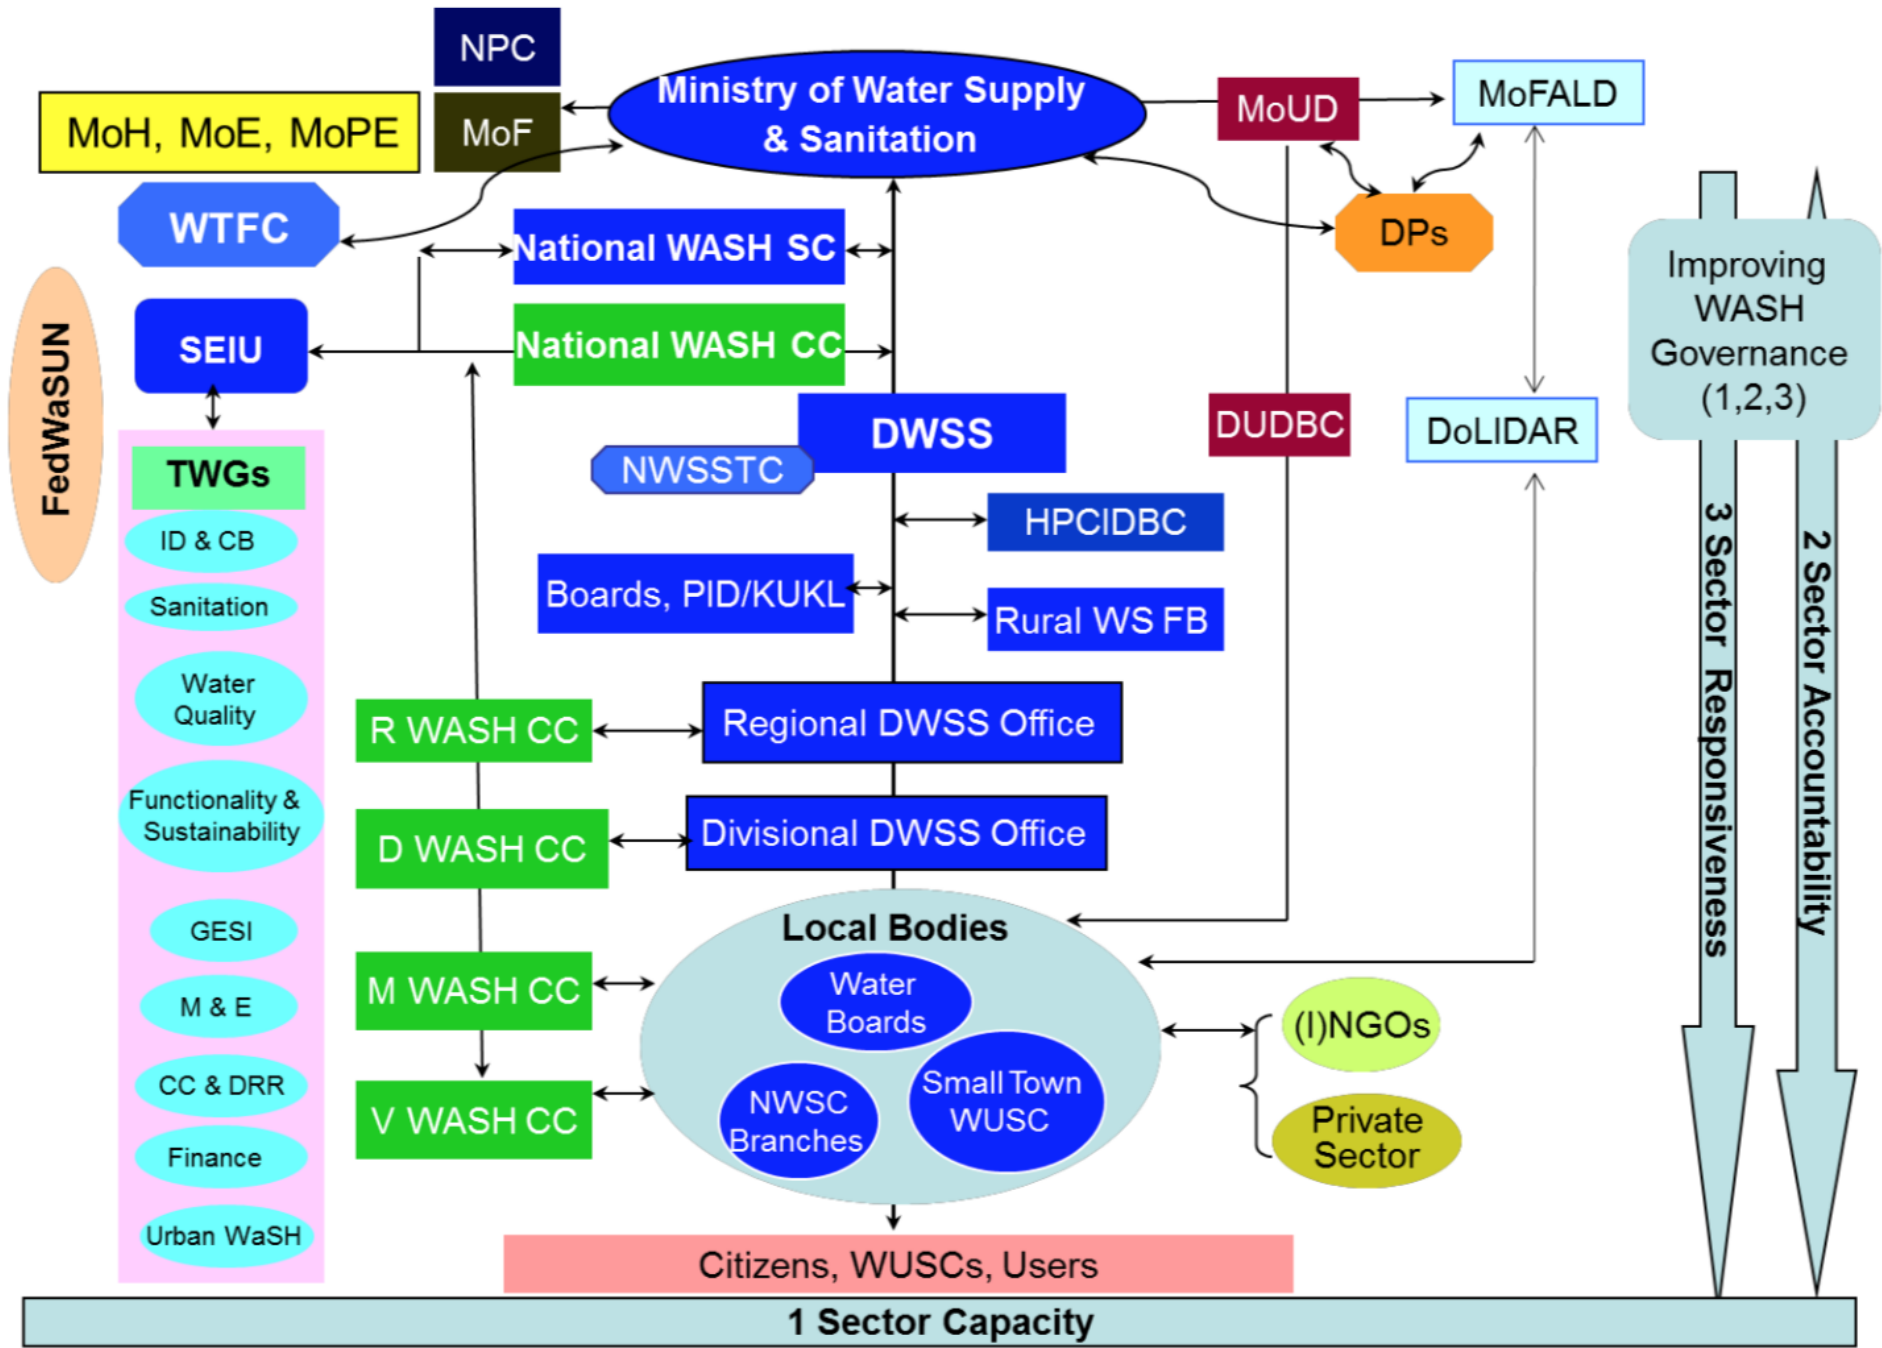 NPC
Ministry of Water Supply
& Sanitation
MoUD
MoFALD
MoH, MoE, MoPE
MoF
WTFC
National WASH SC
DPs
Improving
WASH
Governance
(1,2,3)
FedWaSUN
SEIU
National WASH CC
DWSS
DUDBC
DoLIDAR
NWSSTC
TWGs
ID & CB
Sanitation
Water
Quality
Functionality &
Sustainability
GESI
M & E
CC & DRR
Finance
Urban WaSH
HPCIDBC
Boards, PID/KUKL
Rural WS FB
R WASH CC
Regional DWSS Office
D WASH CC
Divisional DWSS Office
M WASH CC
V WASH CC
Local Bodies
Water
Boards
NWSC
Branches
Small Town
WUSC
(I)NGOs
Private
Sector
3 Sector Responsiveness
2 Sector Accountability
Citizens, WUSCs, Users
1 Sector Capacity